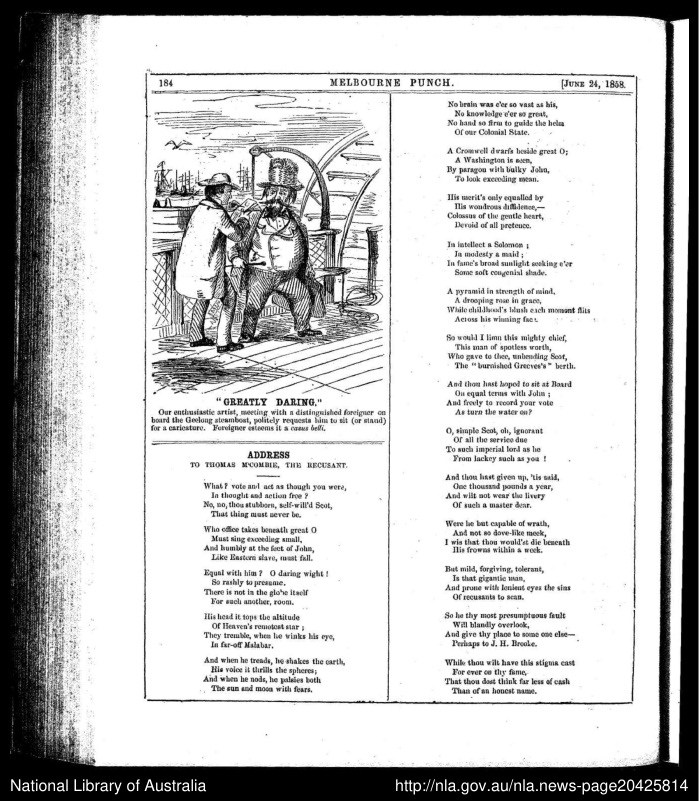 184
MELBOURNE PUNCH.
[JUNE 24, 1858.
"GREATLY DARING."
Our enthusiastic artist, meeting with a distinguished foreigner on
board the Geelong steamboat, politely requests him to sit (or stand)
for a caricature. Foreigner esteems it a casus belli.
ADDRESS
TO THOMAS M'COMBIE, THE RECUSANT.
What? vote and act as though you were,
In thought and action free?
No, no, thou stubborn, self-will'd Scot,
That thing must never be.
Who office takes beneath great O
Must sing exceeding small,
And humbly at the feet of John,
Like Eastern slave, must fall.
Equal with him? O daring wight!
So rashly to presume.
There is not in the globe itself
For such another, room.
His head it tops the altitude
Of Heaven's remotest star;
They tremble, when he winks his eye,
In far-off Malabar.
And when he treads, he shakes the earth,
His voice it thrills the spheres;
And when he nods, he palsies both
The sun and moon with fears.
No brain was e'er so vast as his,
No knowledge e'er so great,
No hand so firm to guide the helm
Of our Colonial State.
A Cromwell dwarfs beside great O;
A Washington is seen,
By paragon with bulky John,
To look exceeding mean.
His merit's only equalled by
His wondrous diffidence,—
Colossus of the gentle heart,
Devoid of all pretence.
In intellect a Solomon;
In modesty a maid;
In fame's broad sunlight seeking e'er
Some soft congenial shade.
A pyramid in strength of mind,
A drooping rose in grace,
While childhood's blush each moment flits
Across his winning face.
So would I limn this mighty chief,
This man of spotless worth,
Who gave to thee, unbending Scot,
The "burnished Greeves's" berth.
And thou hast hoped to sit at Board
On equal terms with John;
And freely to record your vote
As turn the water on?
O, simple Scot, oh, ignorant
Of all the service due
To such imperial lord as he
From lackey such as you!
And thou hast given up, 'tis said,
One thousand pounds a year,
And wilt not wear the livery
Of such a master dear.
Were he but capable of wrath,
And not so dove-like meek,
I wis that thou would'st die beneath
His frowns within a week.
But mild, forgiving, tolerant,
Is that gigantic man,
And prone with lenient eyes the sins
Of recusants to scan.
So he thy most presumptuous fault
Will blandly overlook,
And give thy place to some one else—
Perhaps to J. H. Brooke.
While thou wilt have this stigma cast
For ever on thy fame,
That thou dost think far less of cash
Than of an honest name.
National Library of Australia
http://nla.gov.au/nla.news-page20425814